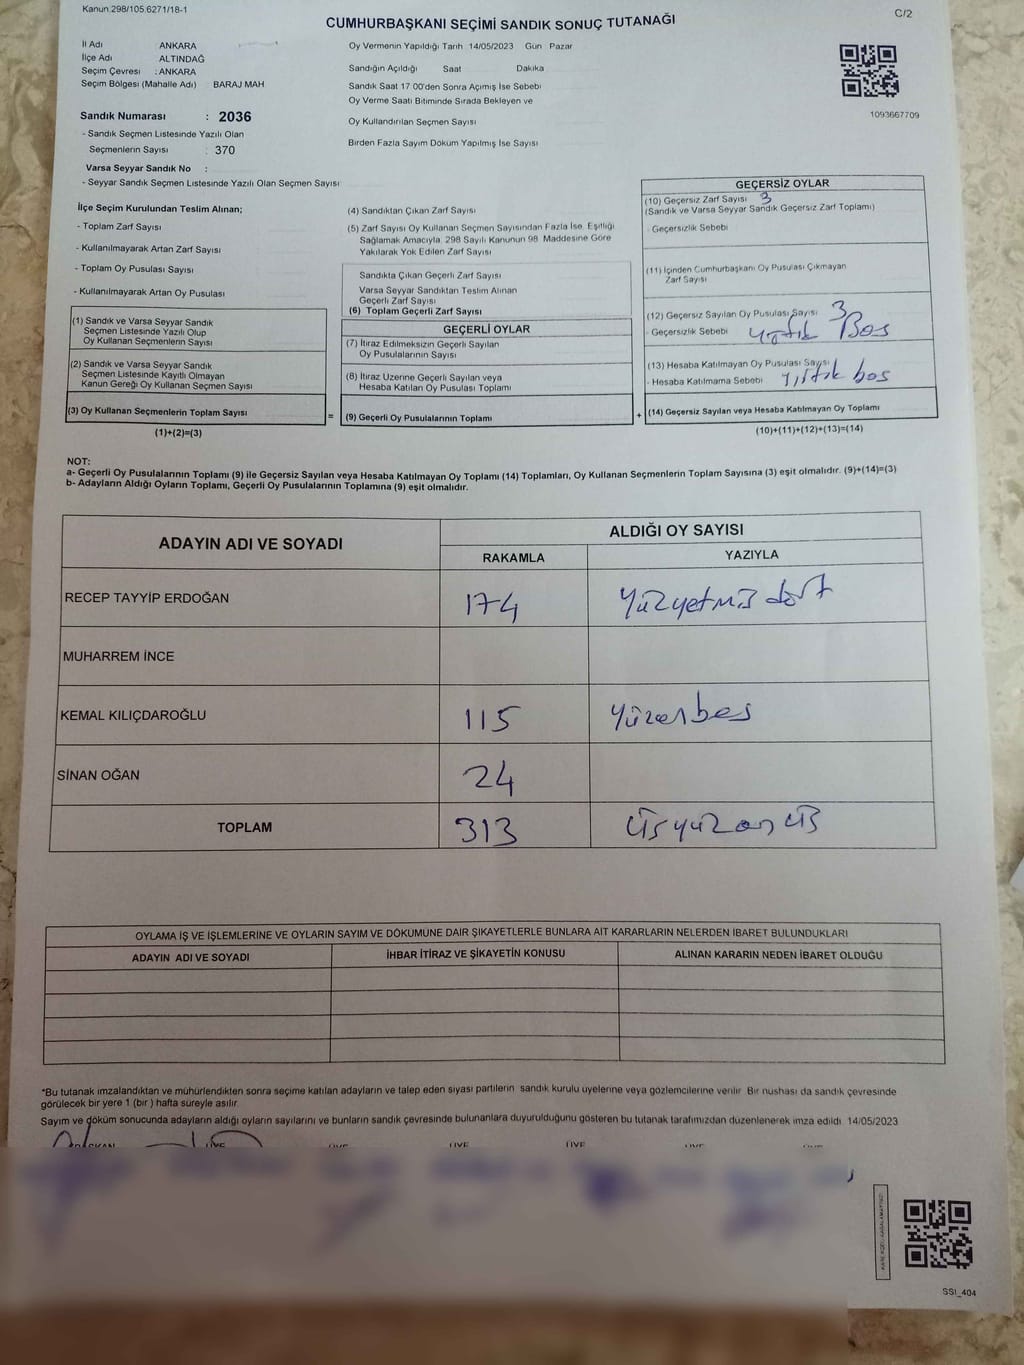 Kanun 298/105.6271/18-1
C/2
CUMHURBAŞKANI SEÇİMİ SANDIK SONUÇ TUTANAĞI
İl Adı ANKARA
İlçe Adı ALTINDAĞ
Seçim Çevresi : ANKARA
Seçim Bölgesi (Mahalle Adı) BARAJ MAH
Sandık Numarası : 2036
- Sandık Seçmen Listesinde Yazılı Olan
Seçmenlerin Sayısı : 370
Varsa Seyyar Sandık No :
- Seyyar Sandık Seçmen Listesinde Yazılı Olan Seçmen Sayısı
Oy Vermenin Yapıldığı Tarih 14/05/2023 Gün Pazar
Sandığın Açıldığı Saat Dakika
Sandık Saat 17 00'den Sonra Açımış İse Sebebi
Oy Verme Saati Bitiminde Sırada Bekleyen ve
Oy Kullandırılan Seçmen Sayısı
Birden Fazla Sayım Döküm Yapılmış İse Sayısı
1093667709
İlçe Seçim Kurulundan Teslim Alınan;
- Toplam Zarf Sayısı
- Kullanılmayarak Artan Zarf Sayısı
- Toplam Oy Pusulası Sayısı
- Kullanılmayarak Artan Oy Pusulası
(1) Sandık ve Varsa Seyyar Sandık
Seçmen Listesinde Yazılı Olup
Oy Kullanan Seçmenlerin Sayısı
(2) Sandık ve Varsa Seyyar Sandık
Seçmen Listesinde Kayıtlı Olmayan
Kanun Gereği Oy Kullanan Seçmen Sayısı
(3) Oy Kullanan Seçmenlerin Toplam Sayısı
(1)+(2)=(3)
=
(4) Sandıktan Çıkan Zarf Sayısı
(5) Zarf Sayısı Oy Kullanan Seçmen Sayısından Fazla İse Eşitliği
Sağlamak Amacıyla, 298 Sayılı Kanunun 98 Maddesine Göre
Yakılarak Yok Edilen Zarf Sayısı
Sandıkta Çıkan Geçerli Zarf Sayısı
Varsa Seyyar Sandıktan Teslim Alınan
Geçerli Zarf Sayısı
(6) Toplam Geçerli Zarf Sayısı
GEÇERLİ OYLAR
(7) İtiraz Edilmeksizin Geçerli Sayılan
Oy Pusulalarının Sayısı
(8) İtiraz Üzerine Geçerli Sayılan veya
Hesaba Katılan Oy Pusulası Toplamı
(9) Geçerli Oy Pusulalarının Toplamı
+
GEÇERSİZ OYLAR
(10) Geçersiz Zarf Sayısı 3
(Sandık ve Varsa Seyyar Sandık Geçersiz Zarf Toplamı)
- Geçersizlik Sebebi
(11) İçinden Cumhurbaşkanı Oy Pusulası Çıkmayan
Zarf Sayısı
(12) Geçersiz Sayılan Oy Pusulası Sayısı 3
- Geçersizlik Sebebi yırtık Boş
(13) Hesaba Katılmayan Oy Pusulası Sayısı
- Hesaba Katılmama Sebebi yırtık boş
(14) Geçersiz Sayılan veya Hesaba Katılmayan Oy Toplamı
(10)+(11)+(12)+(13)=(14)
NOT:
a- Geçerli Oy Pusulalarının Toplamı (9) ile Geçersiz Sayılan veya Hesaba Katılmayan Oy Toplamı (14) Toplamları, Oy Kullanan Seçmenlerin Toplam Sayısına (3) eşit olmalıdır. (9)+(14)=(3)
b- Adayların Aldığı Oyların Toplamı, Geçerli Oy Pusulalarının Toplamına (9) eşit olmalıdır.
ADAYIN ADI VE SOYADI
ALDIĞI OY SAYISI
RAKAMLA YAZIYLA
RECEP TAYYİP ERDOĞAN 174 Yüzyetmiş dört
MUHARREM İNCE
KEMAL KILIÇDAROĞLU 115 Yüzonbeş
SİNAN OĞAN 24
TOPLAM 313 üçyüz on üç
OYLAMA İŞ VE İŞLEMLERİNE VE OYLARIN SAYIM VE DÖKÜMÜNE DAİR ŞİKAYETLERLE BUNLARA AİT KARARLARIN NELERDEN İBARET BULUNDUKLARI
ADAYIN ADI VE SOYADI İHBAR İTİRAZ VE ŞİKAYETİN KONUSU ALINAN KARARIN NEDEN İBARET OLDUĞU
*Bu tutanak imzalandıktan ve mühürlendikten sonra seçime katılan adayların ve talep eden siyasi partilerin sandık kurulu üyelerine veya gözlemcilerine verilir Bir nüshası da sandık çevresinde
görülecek bir yere 1 (bir ) hafta süreyle asılır.
Sayım ve döküm sonucunda adayların aldığı oyların sayılarını ve bunların sandık çevresinde bulunanlara duyurulduğunu gösteren bu tutanak tarafımızdan düzenlenerek imza edildi 14/05/2023
SSI_404